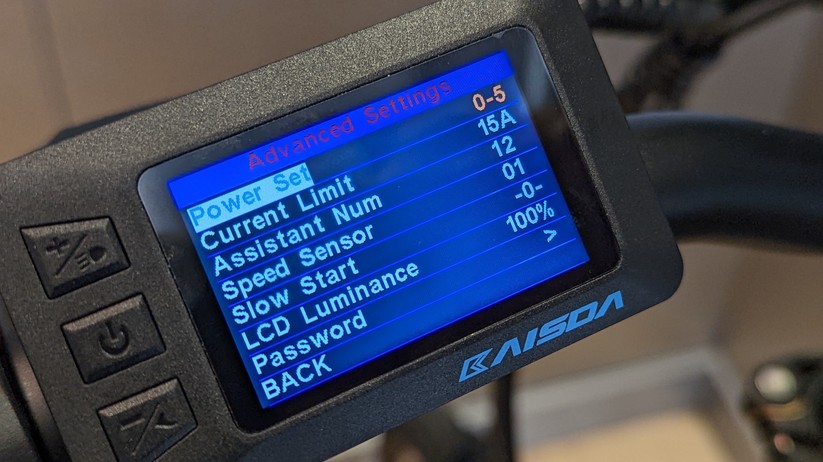 Advanced Settings
Power Set 0-5
Current Limit 15A
Assistant Num 12
Speed Sensor 01
Slow Start -0-
LCD Luminance 100%
Password >
BACK
KAISDA